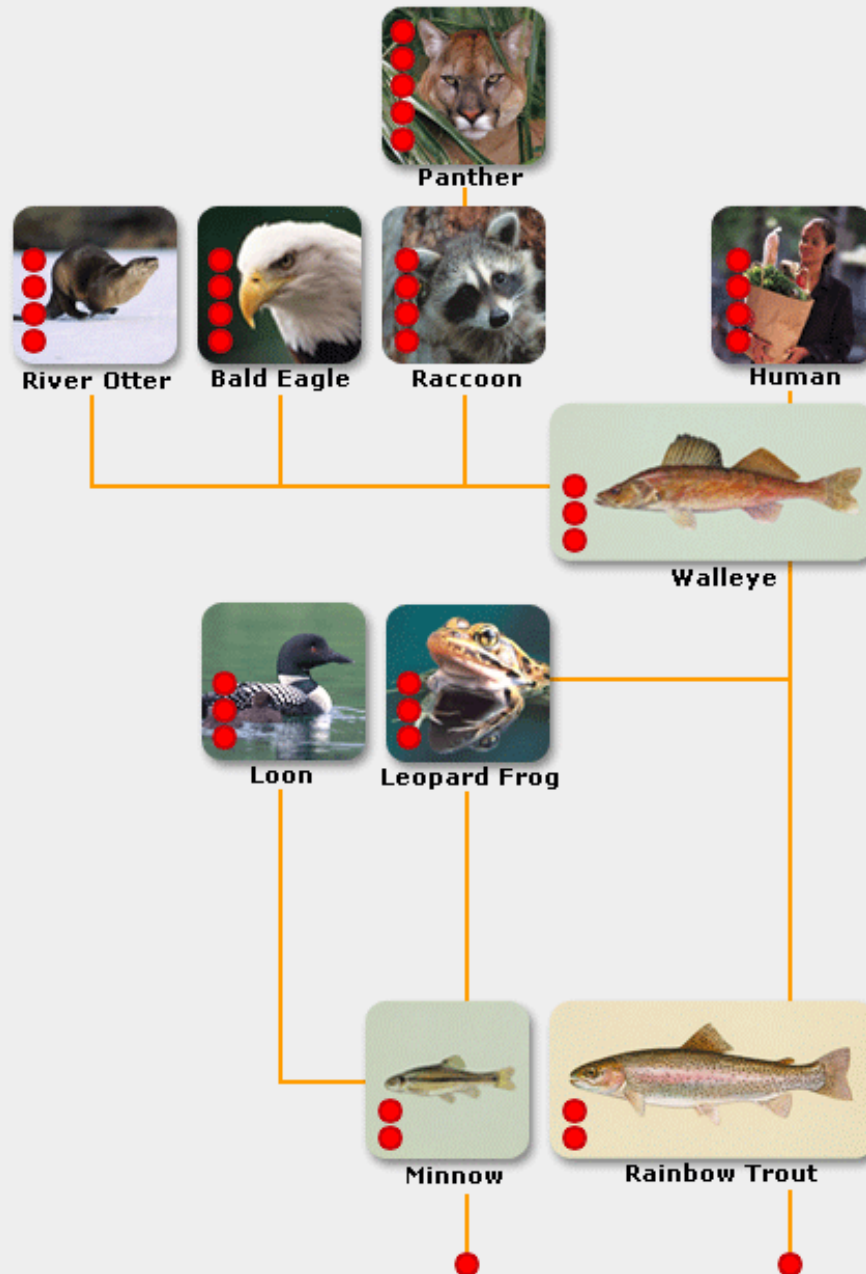 Panther
River Otter
Bald Eagle
Raccoon
Human
Walleye
Loon
Leopard Frog
Minnow
Rainbow Trout